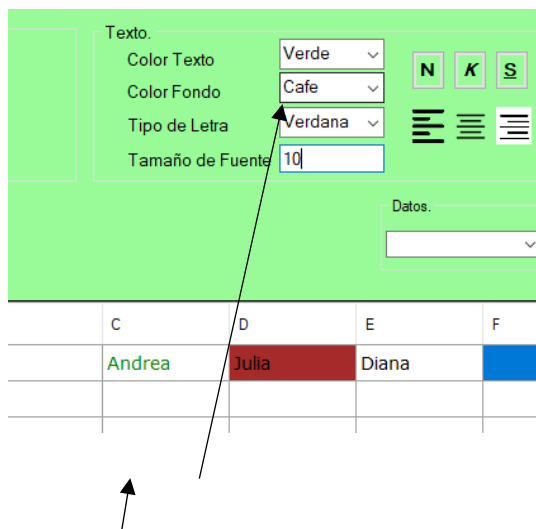 Texto.
Color Texto Verde
Color Fondo Cafe
Tipo de Letra Verdana
Tamaño de Fuente 10
N K S
Datos.
C D E F
Andrea Julia Diana